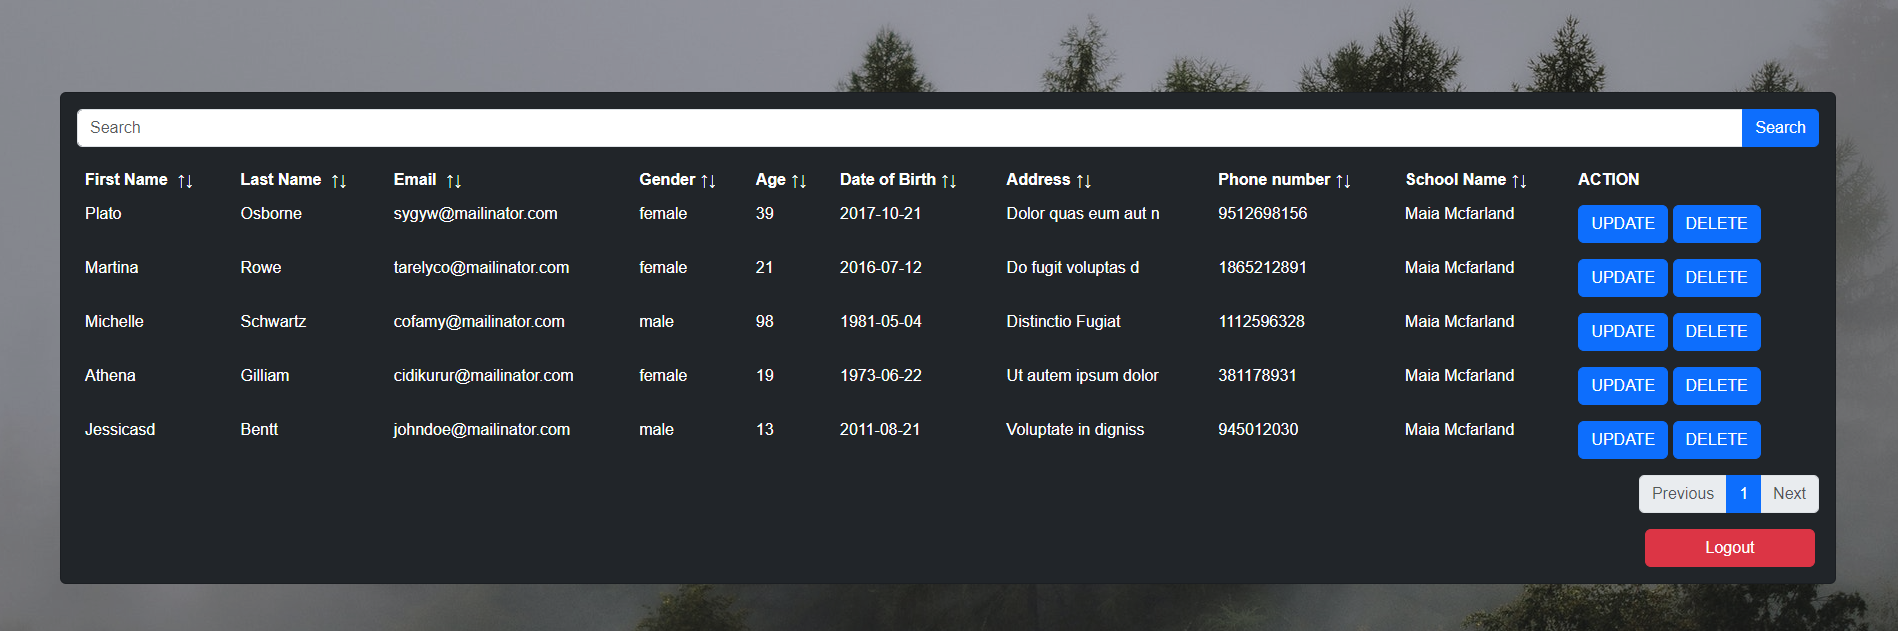 Search Search
First Name ↑↓ Last Name ↑↓ Email ↑↓ Gender ↑↓ Age ↑↓ Date of Birth ↑↓ Address ↑↓ Phone number ↑↓ School Name ↑↓ ACTION
Plato Osborne sygyw@mailinator.com female 39 2017-10-21 Dolor quas eum aut n 9512698156 Maia Mcfarland UPDATE DELETE
Martina Rowe tarelyco@mailinator.com female 21 2016-07-12 Do fugit voluptas d 1865212891 Maia Mcfarland UPDATE DELETE
Michelle Schwartz cofamy@mailinator.com male 98 1981-05-04 Distinctio Fugiat 1112596328 Maia Mcfarland UPDATE DELETE
Athena Gilliam cidikurur@mailinator.com female 19 1973-06-22 Ut autem ipsum dolor 381178931 Maia Mcfarland UPDATE DELETE
Jessicasd Bentt johndoe@mailinator.com male 13 2011-08-21 Voluptate in digniss 945012030 Maia Mcfarland UPDATE DELETE
Previous 1 Next
Logout